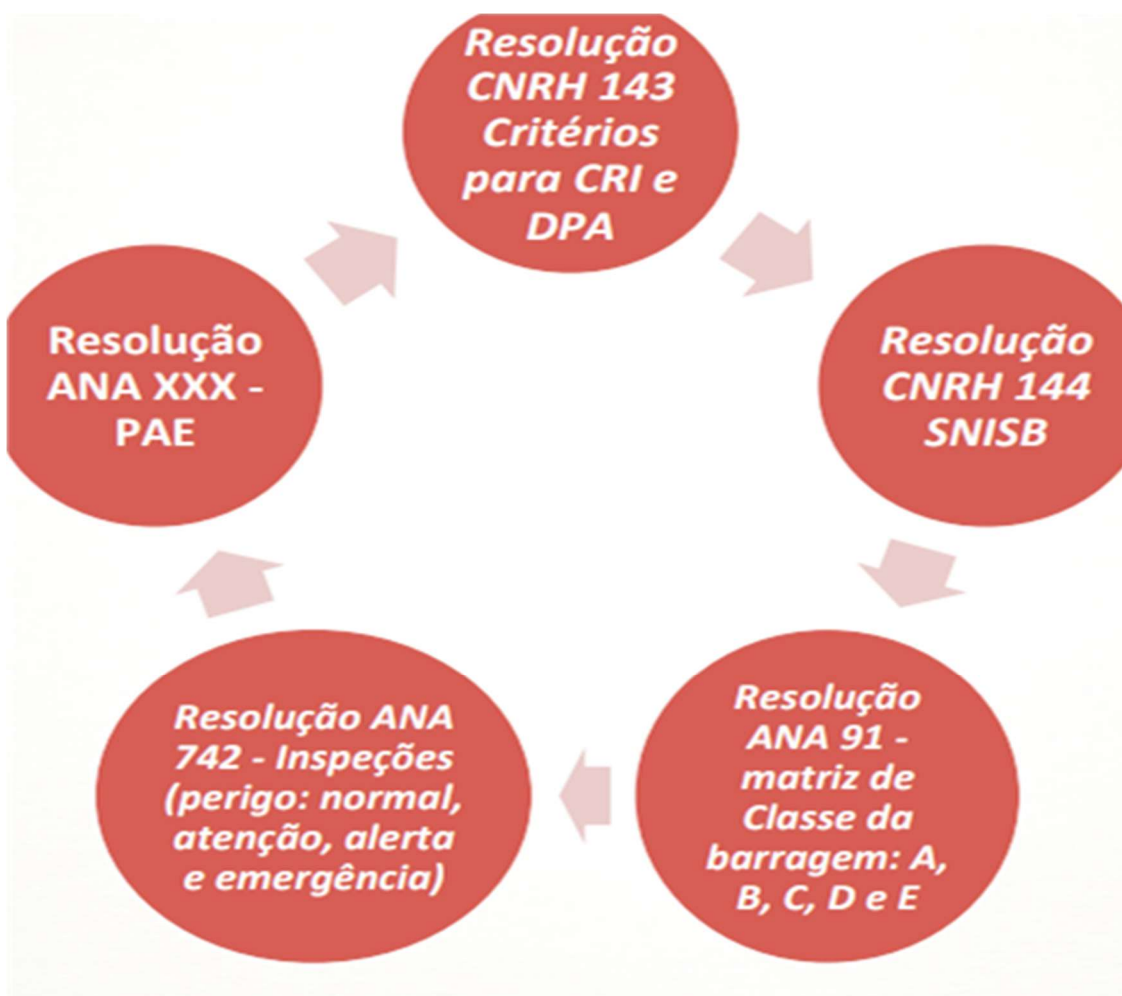 Resolução
CNRH 143
Critérios
para CRI e
DPA
Resolução
CNRH 144
SNISB
Resolução
ANA 91 -
matriz de
Classe da
barragem: A,
B, C, D e E
Resolução ANA
742 - Inspeções
(perigo: normal,
atenção, alerta
e emergência)
Resolução
ANA XXX -
PAE